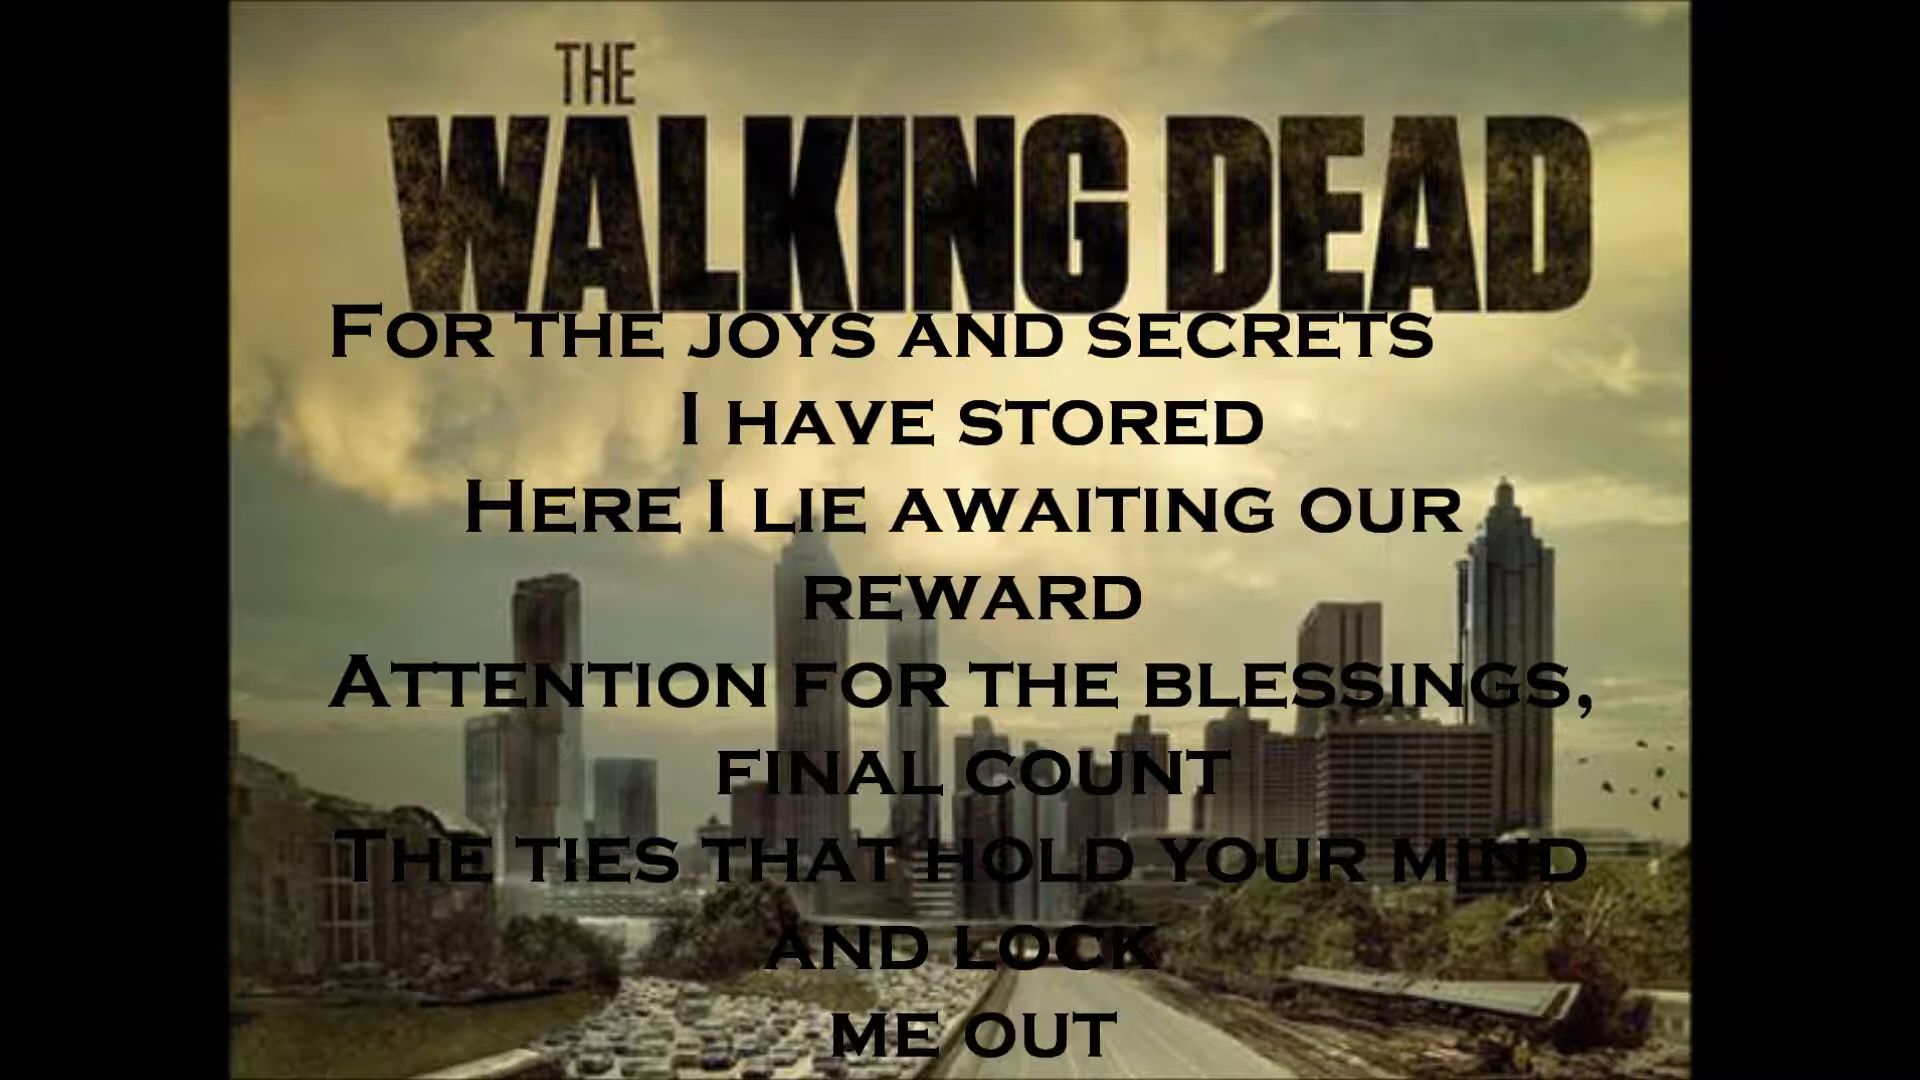 THE
WALKING DEAD
FOR THE JOYS AND SECRETS
I HAVE STORED
HERE I LIE AWAITING OUR
REWARD
ATTENTION FOR THE BLESSINGS,
FINAL COUNT
THE TIES THAT HOLD YOUR MIND
AND LOCK
ME OUT